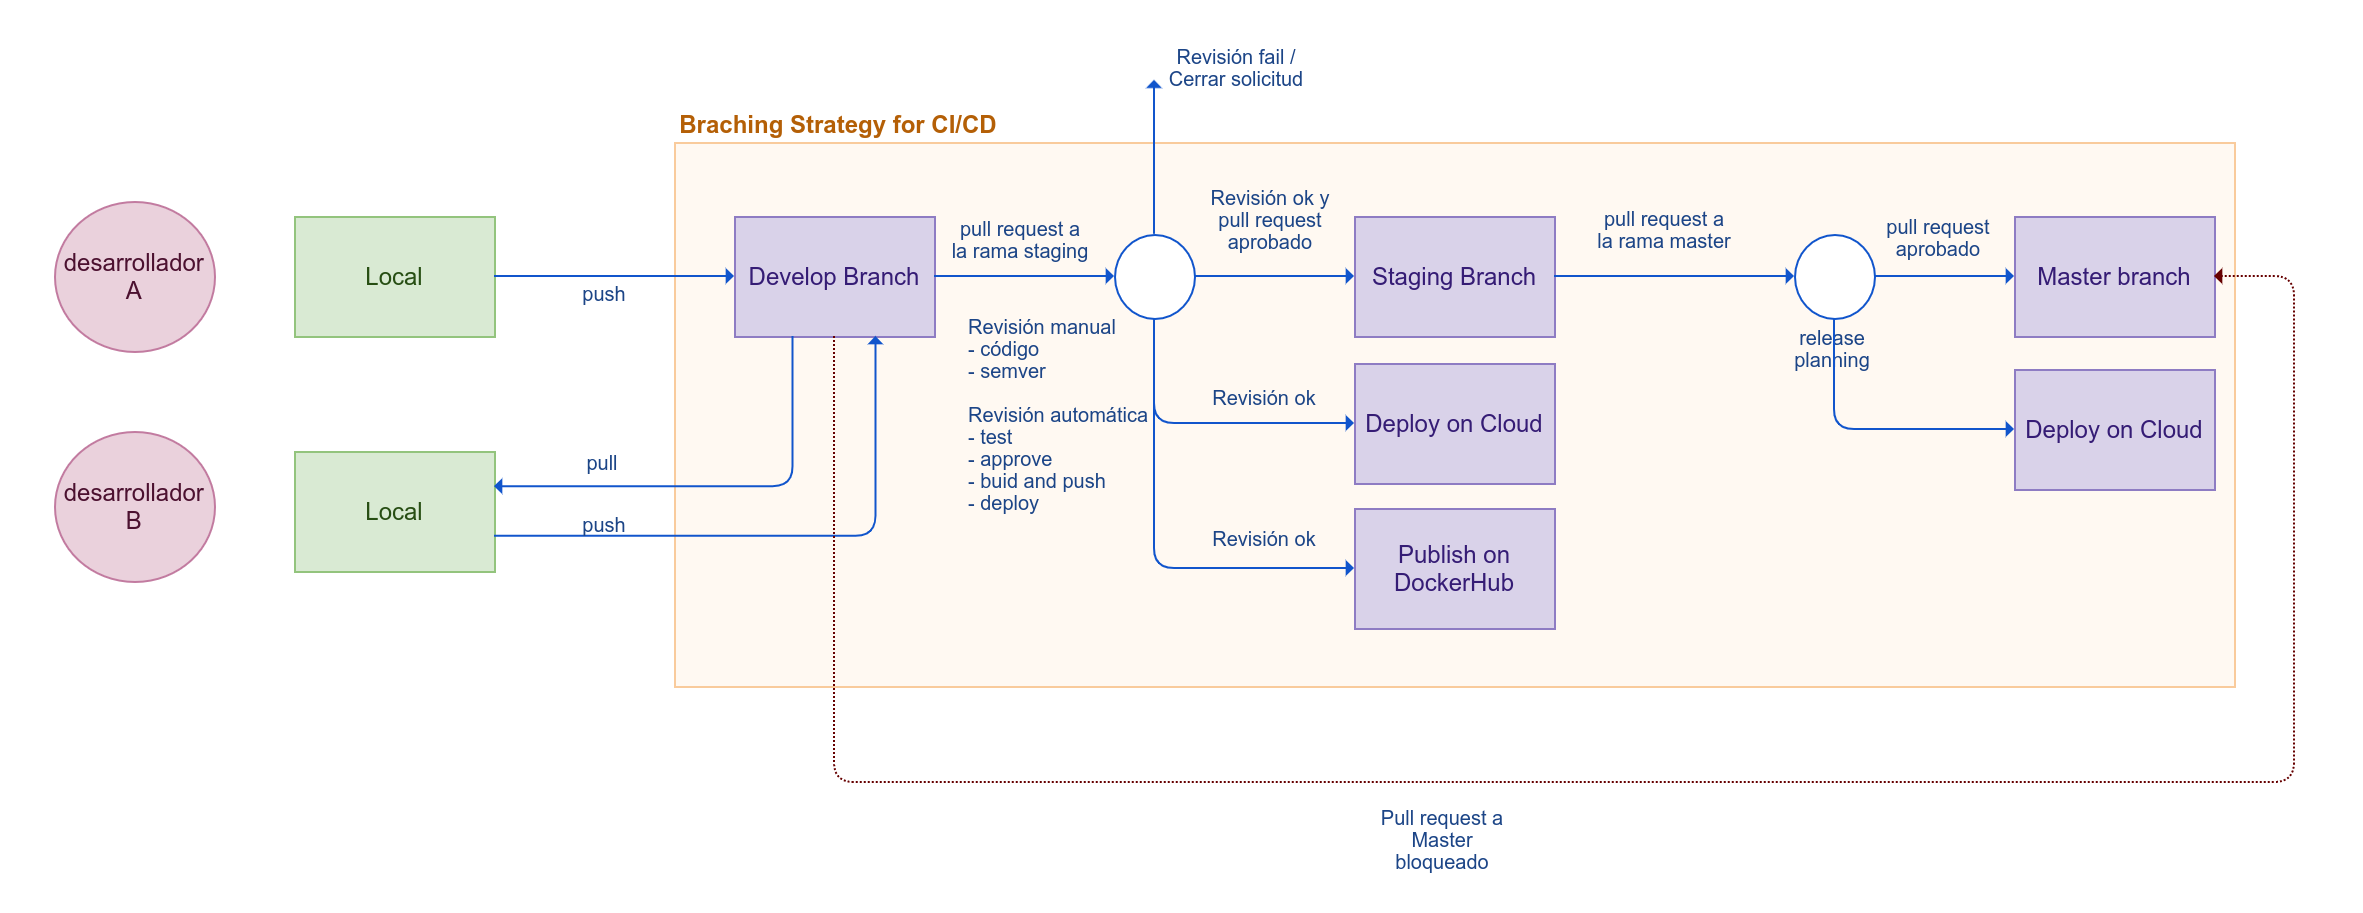 Revisión fail /
Cerrar solicitud
Braching Strategy for CI/CD
desarrollador
A
Local
push
Develop Branch
pull request a
la rama staging
Revisión ok y
pull request
aprobado
Staging Branch
pull request a
la rama master
pull request
aprobado
Master branch
release
planning
Revisión manual
- código
- semver
Revisión automática
- test
- approve
- buid and push
- deploy
Revisión ok
Deploy on Cloud
Deploy on Cloud
desarrollador
B
Local
pull
push
Revisión ok
Publish on
DockerHub
Pull request a
Master
bloqueado